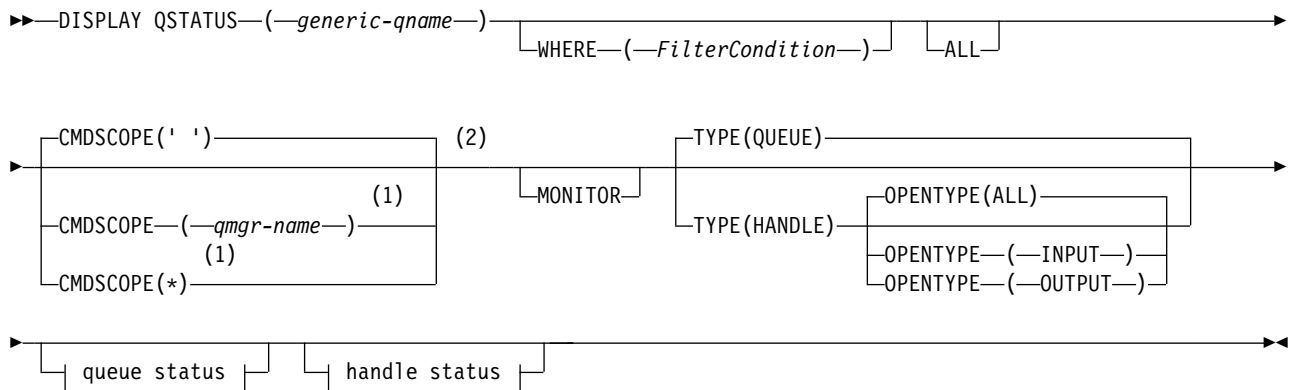 DISPLAY QSTATUS ( generic-qname )
WHERE ( FilterCondition ) ALL
CMDSCOPE(' ') (2) TYPE(QUEUE)
(1) MONITOR OPENTYPE(ALL)
CMDSCOPE ( qmgr-name ) TYPE(HANDLE)
(1) OPENTYPE ( INPUT )
CMDSCOPE(*) OPENTYPE ( OUTPUT )
queue status handle status